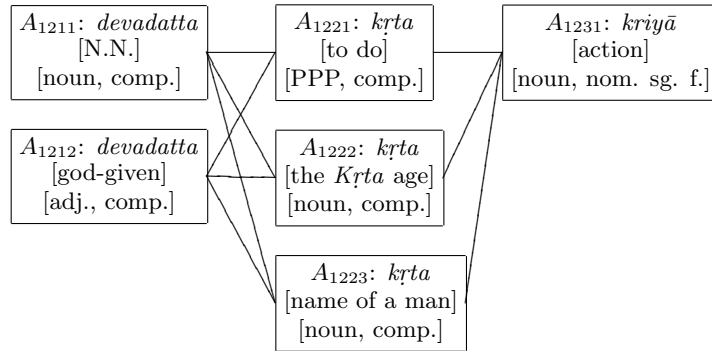 A1211: devadatta
[N.N.]
[noun, comp.]
A1221: kṛta
[to do]
[PPP, comp.]
A1231: kriyā
[action]
[noun, nom. sg. f.]
A1212: devadatta
[god-given]
[adj., comp.]
A1222: kṛta
[the Kṛta age]
[noun, comp.]
A1223: kṛta
[name of a man]
[noun, comp.]